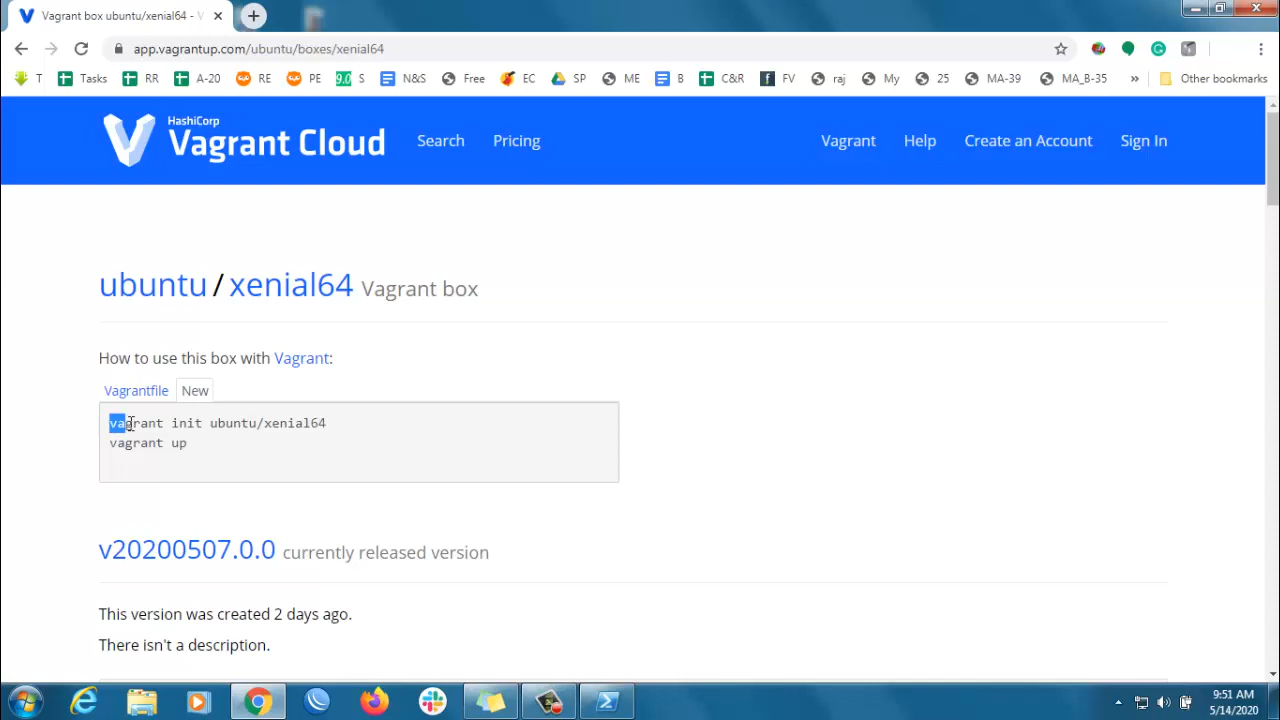 Vagrant box ubuntu/xenial64 - V
app.vagrantup.com/ubuntu/boxes/xenial64
T Tasks RR A-20 RE PE 9.0 S N&S Free EC SP ME B C&R f FV raj My 25 MA-39 MA_B-35 » Other bookmarks
HashiCorp
Vagrant Cloud Search Pricing Vagrant Help Create an Account Sign In
ubuntu / xenial64 Vagrant box
How to use this box with Vagrant:
Vagrantfile New
vagrant init ubuntu/xenial64
vagrant up
v20200507.0.0 currently released version
This version was created 2 days ago.
There isn't a description.
9:51 AM
5/14/2020